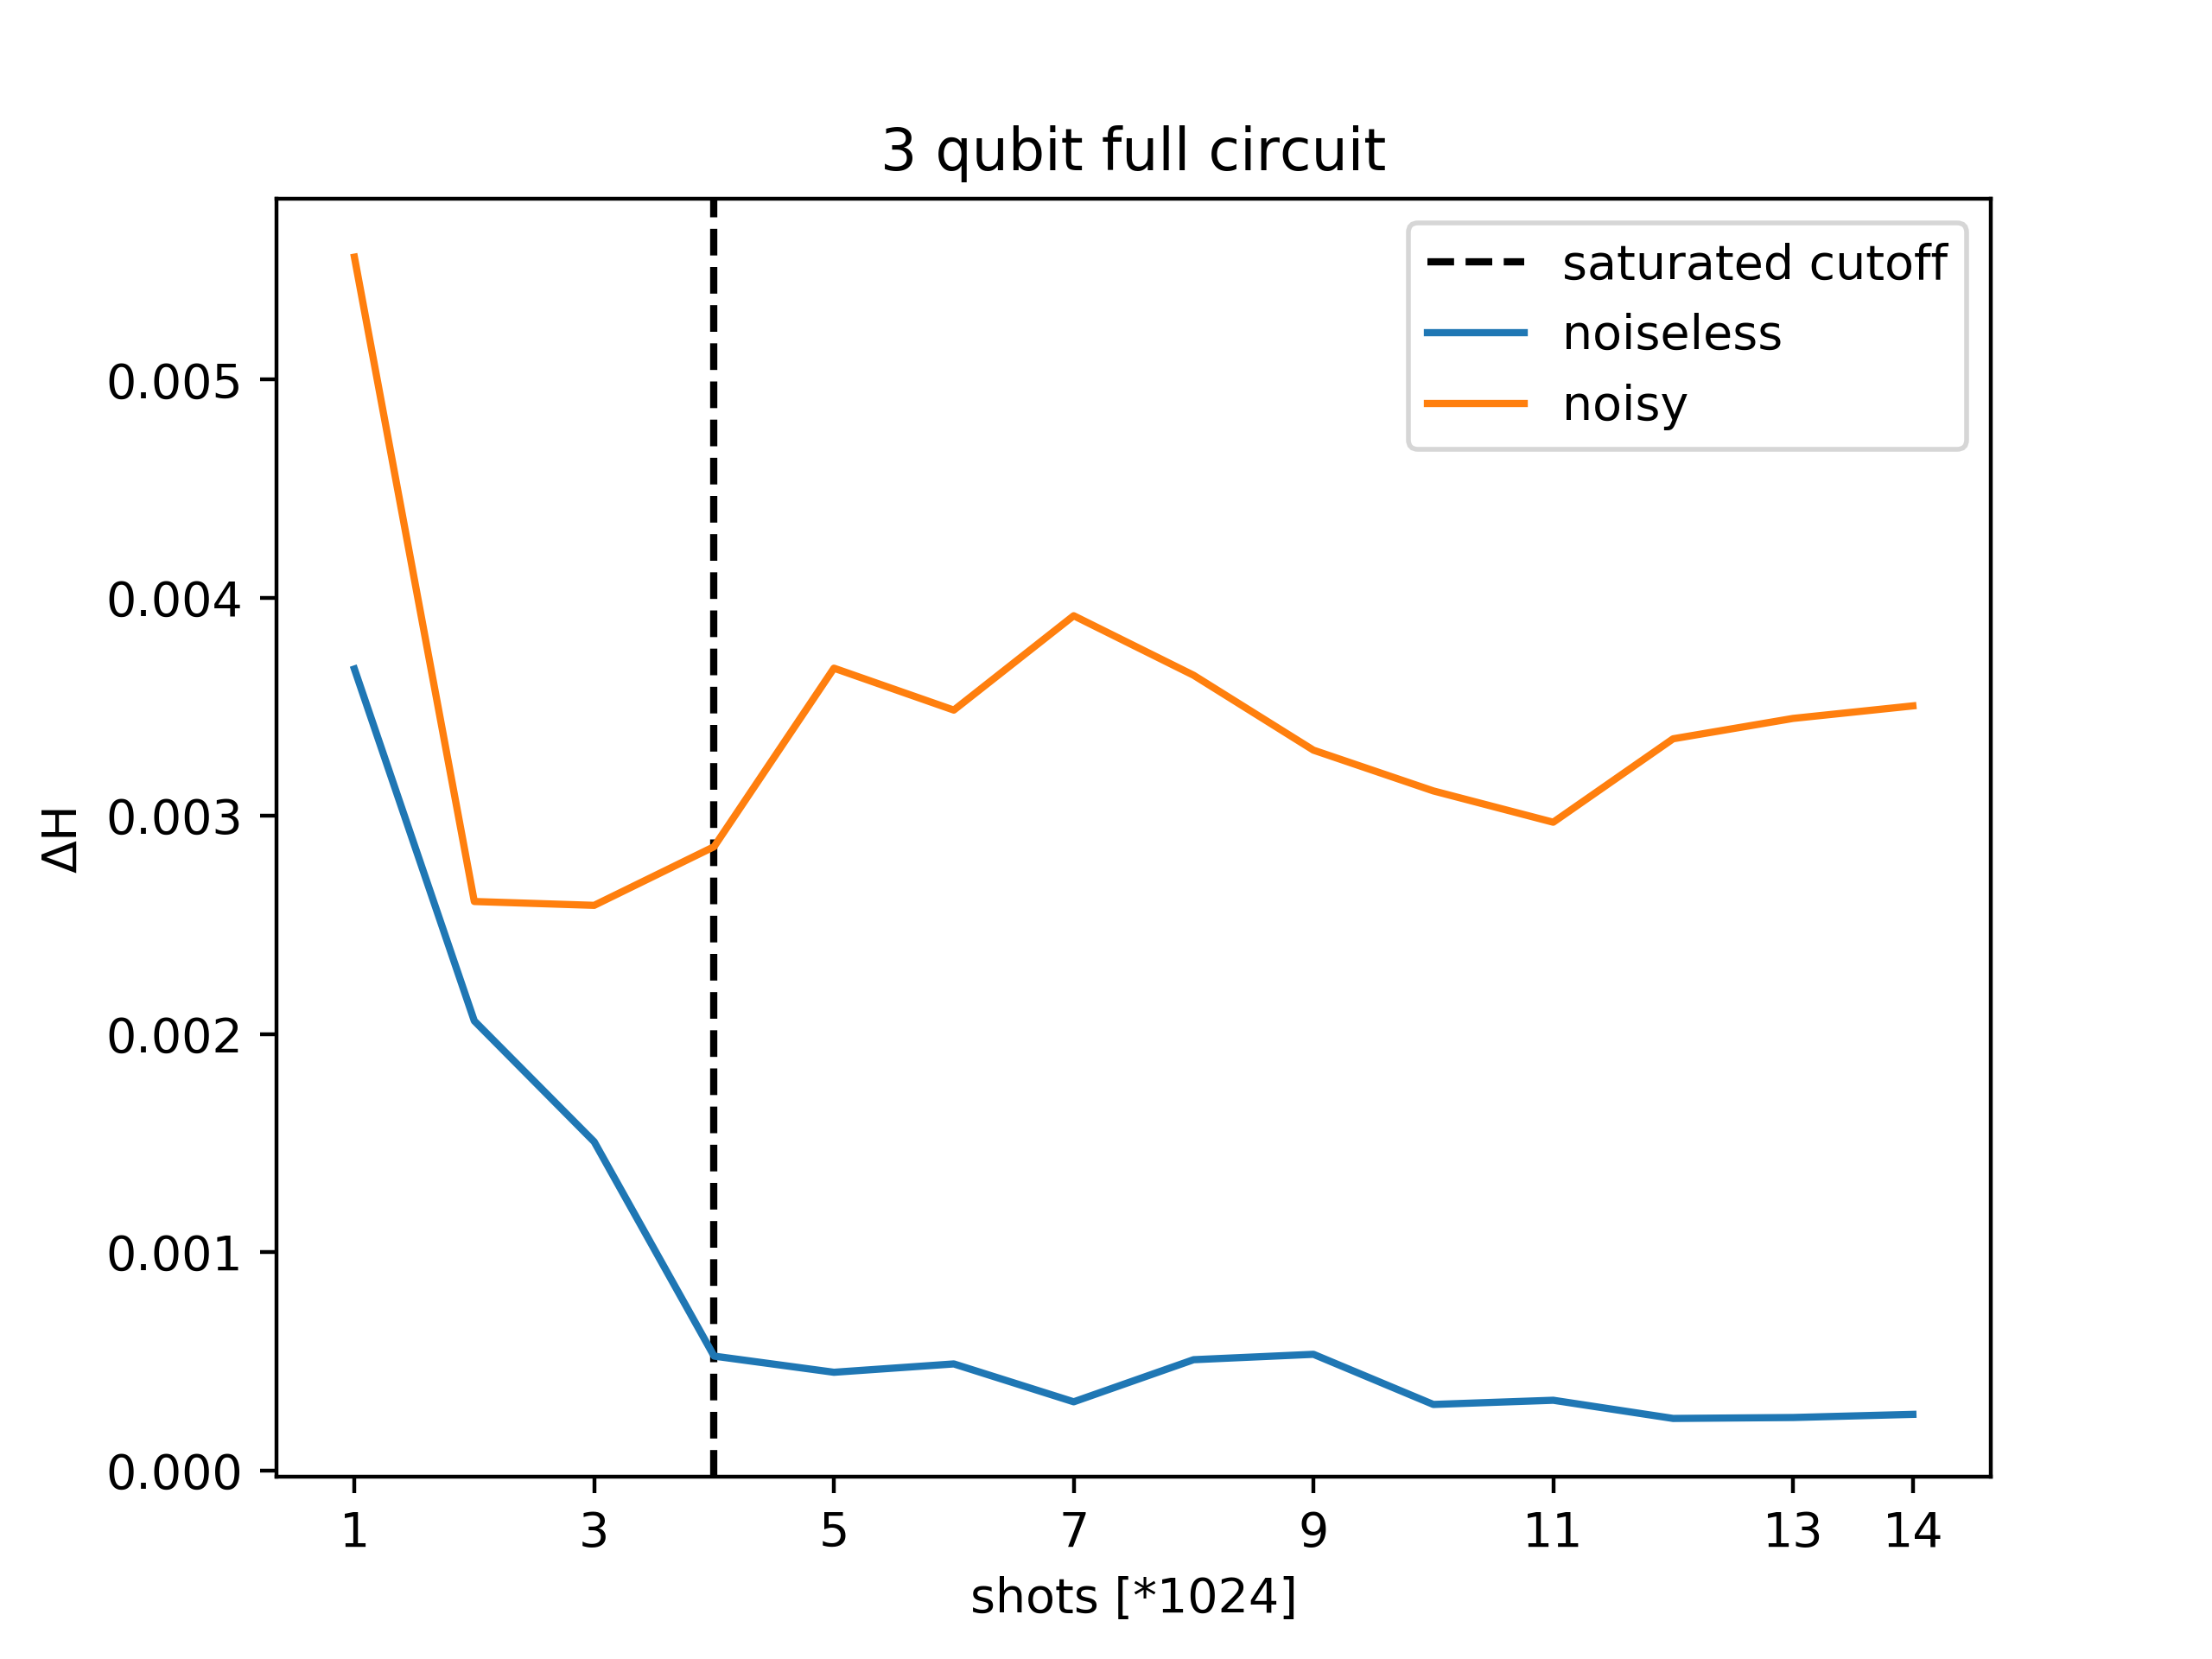 3 qubit full circuit
saturated cutoff
noiseless
noisy
ΔH
0.005
0.004
0.003
0.002
0.001
0.000
1 3 5 7 9 11 13 14
shots [*1024]